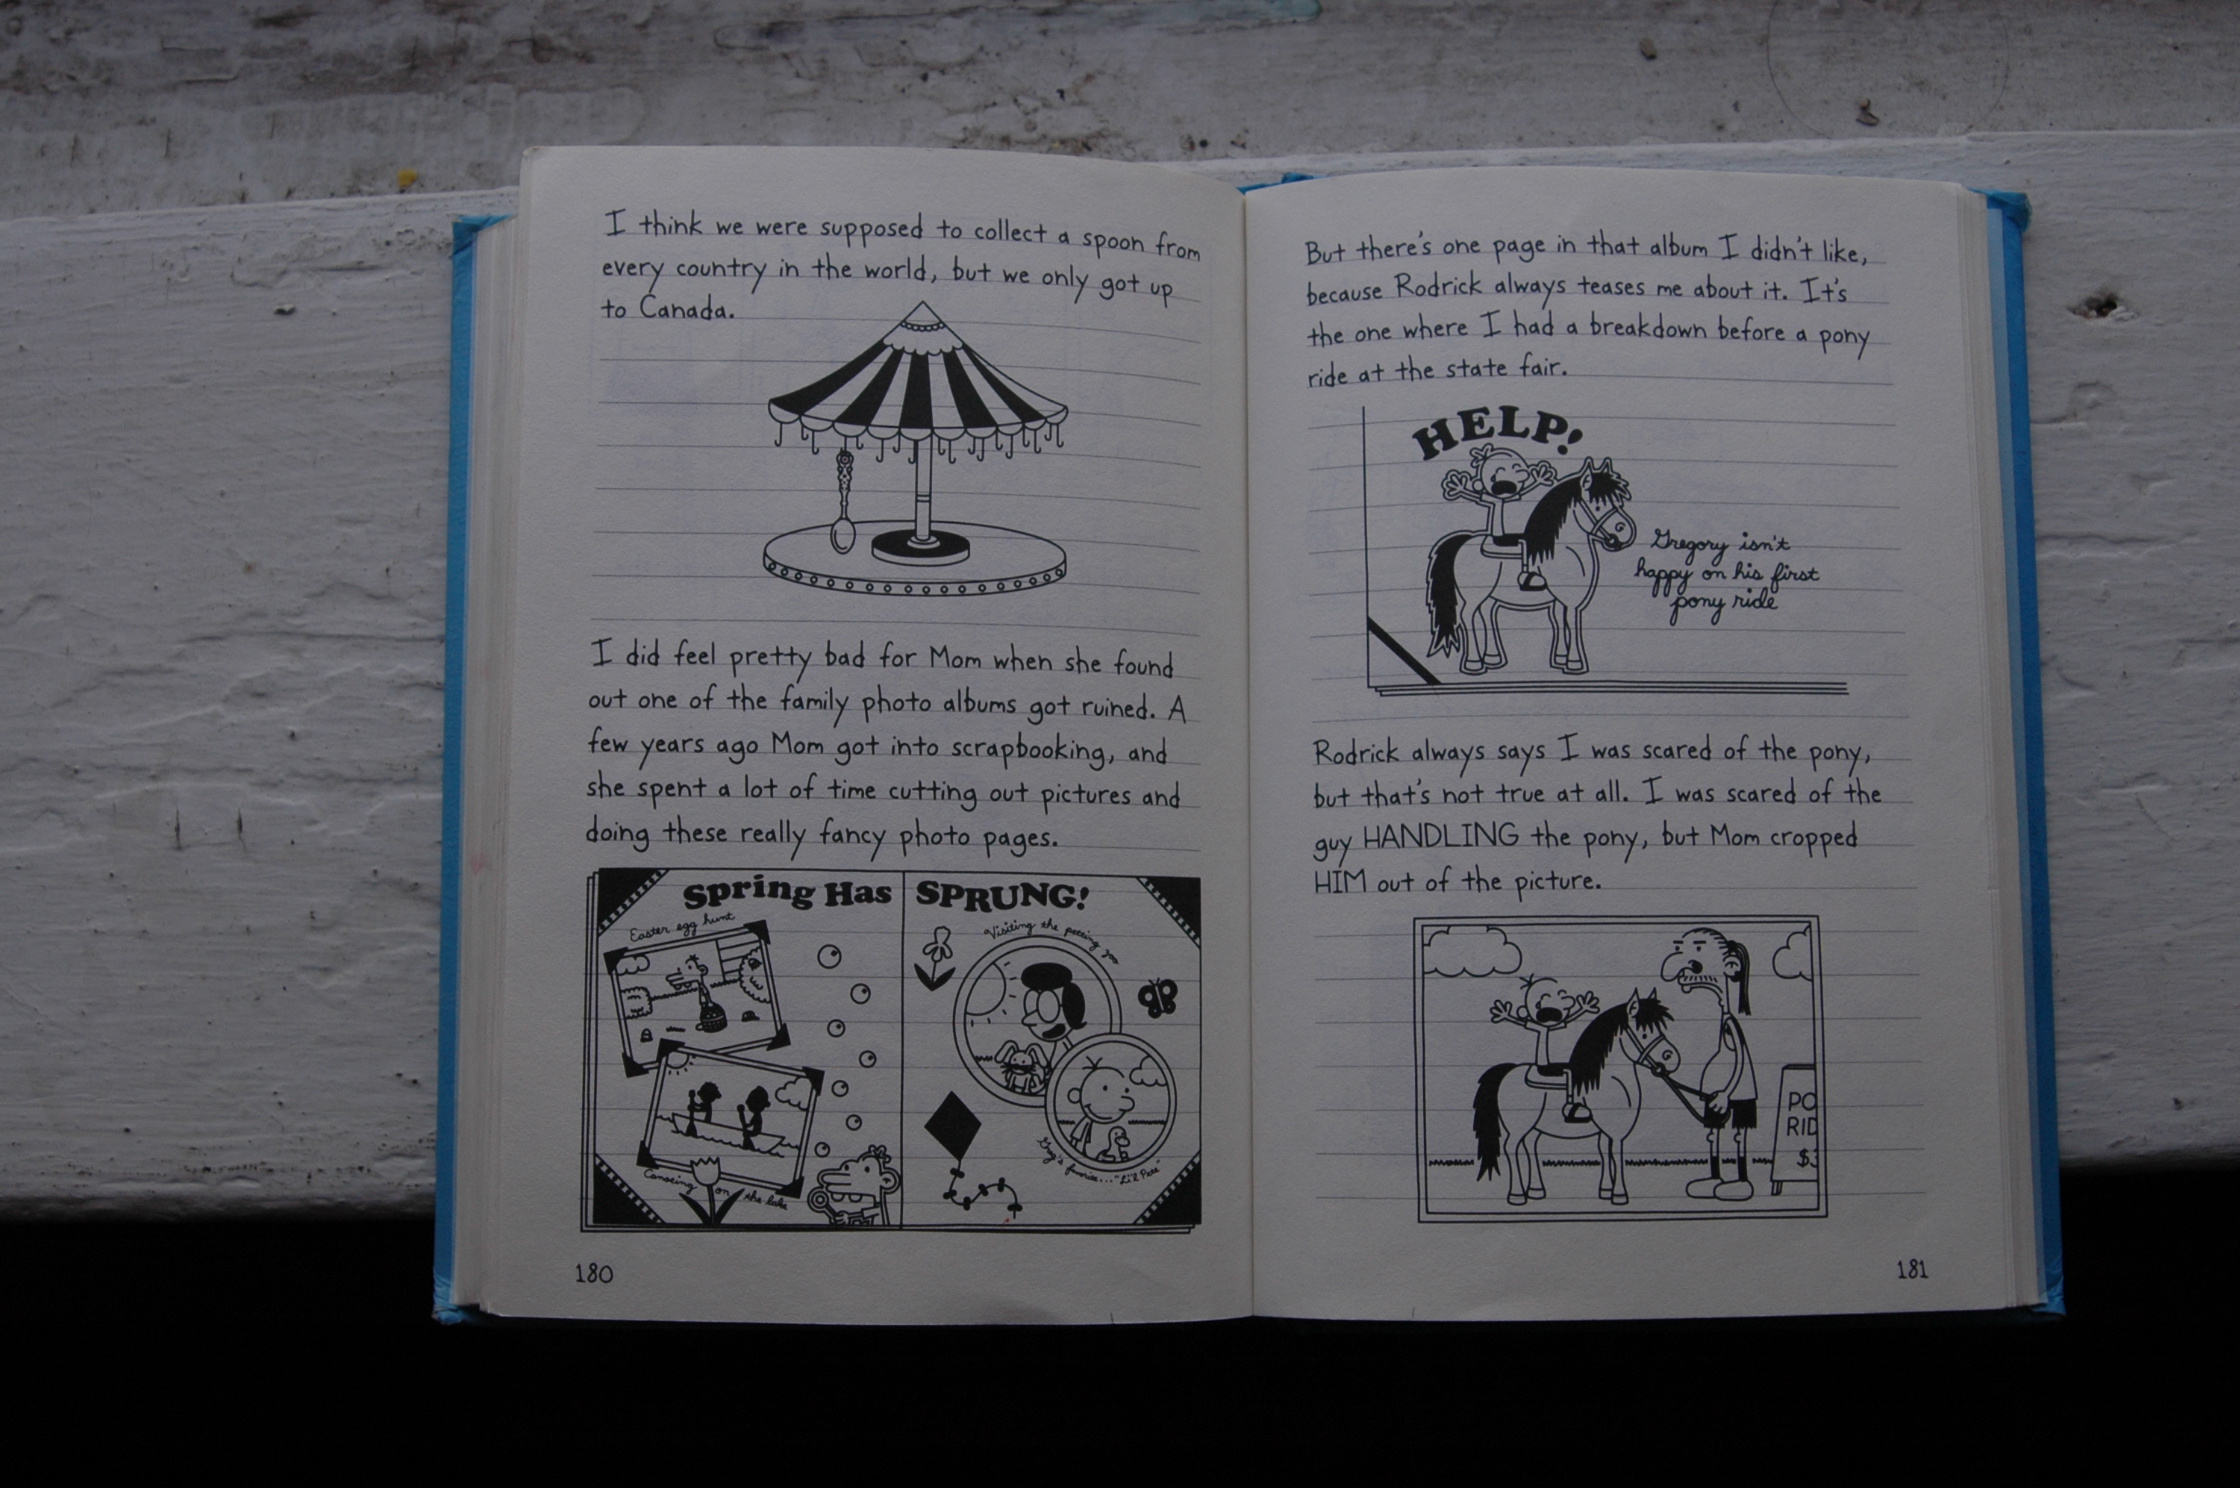 I think we were supposed to collect a spoon from
every country in the world, but we only got up
to Canada.
I did feel pretty bad for Mom when she found
out one of the family photo albums got ruined. A
few years ago Mom got into scrapbooking, and
she spent a lot of time cutting out pictures and
doing these really fancy photo pages.
Spring Has SPRUNG!
Easter egg hunt
Visiting the petting zoo
Canoeing on the lake
Greg's favorite... "Li'l Pete"
180
But there's one page in that album I didn't like,
because Rodrick always teases me about it. It's
the one where I had a breakdown before a pony
ride at the state fair.
HELP!
Gregory isn't
happy on his first
pony ride
Rodrick always says I was scared of the pony,
but that's not true at all. I was scared of the
guy HANDLING the pony, but Mom cropped
HIM out of the picture.
PO
RID
$3
181